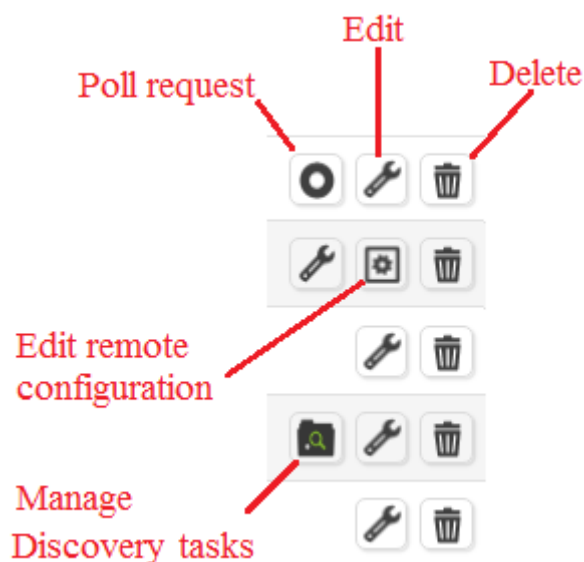 Edit
Poll request
Delete
Edit remote
configuration
Manage
Discovery tasks